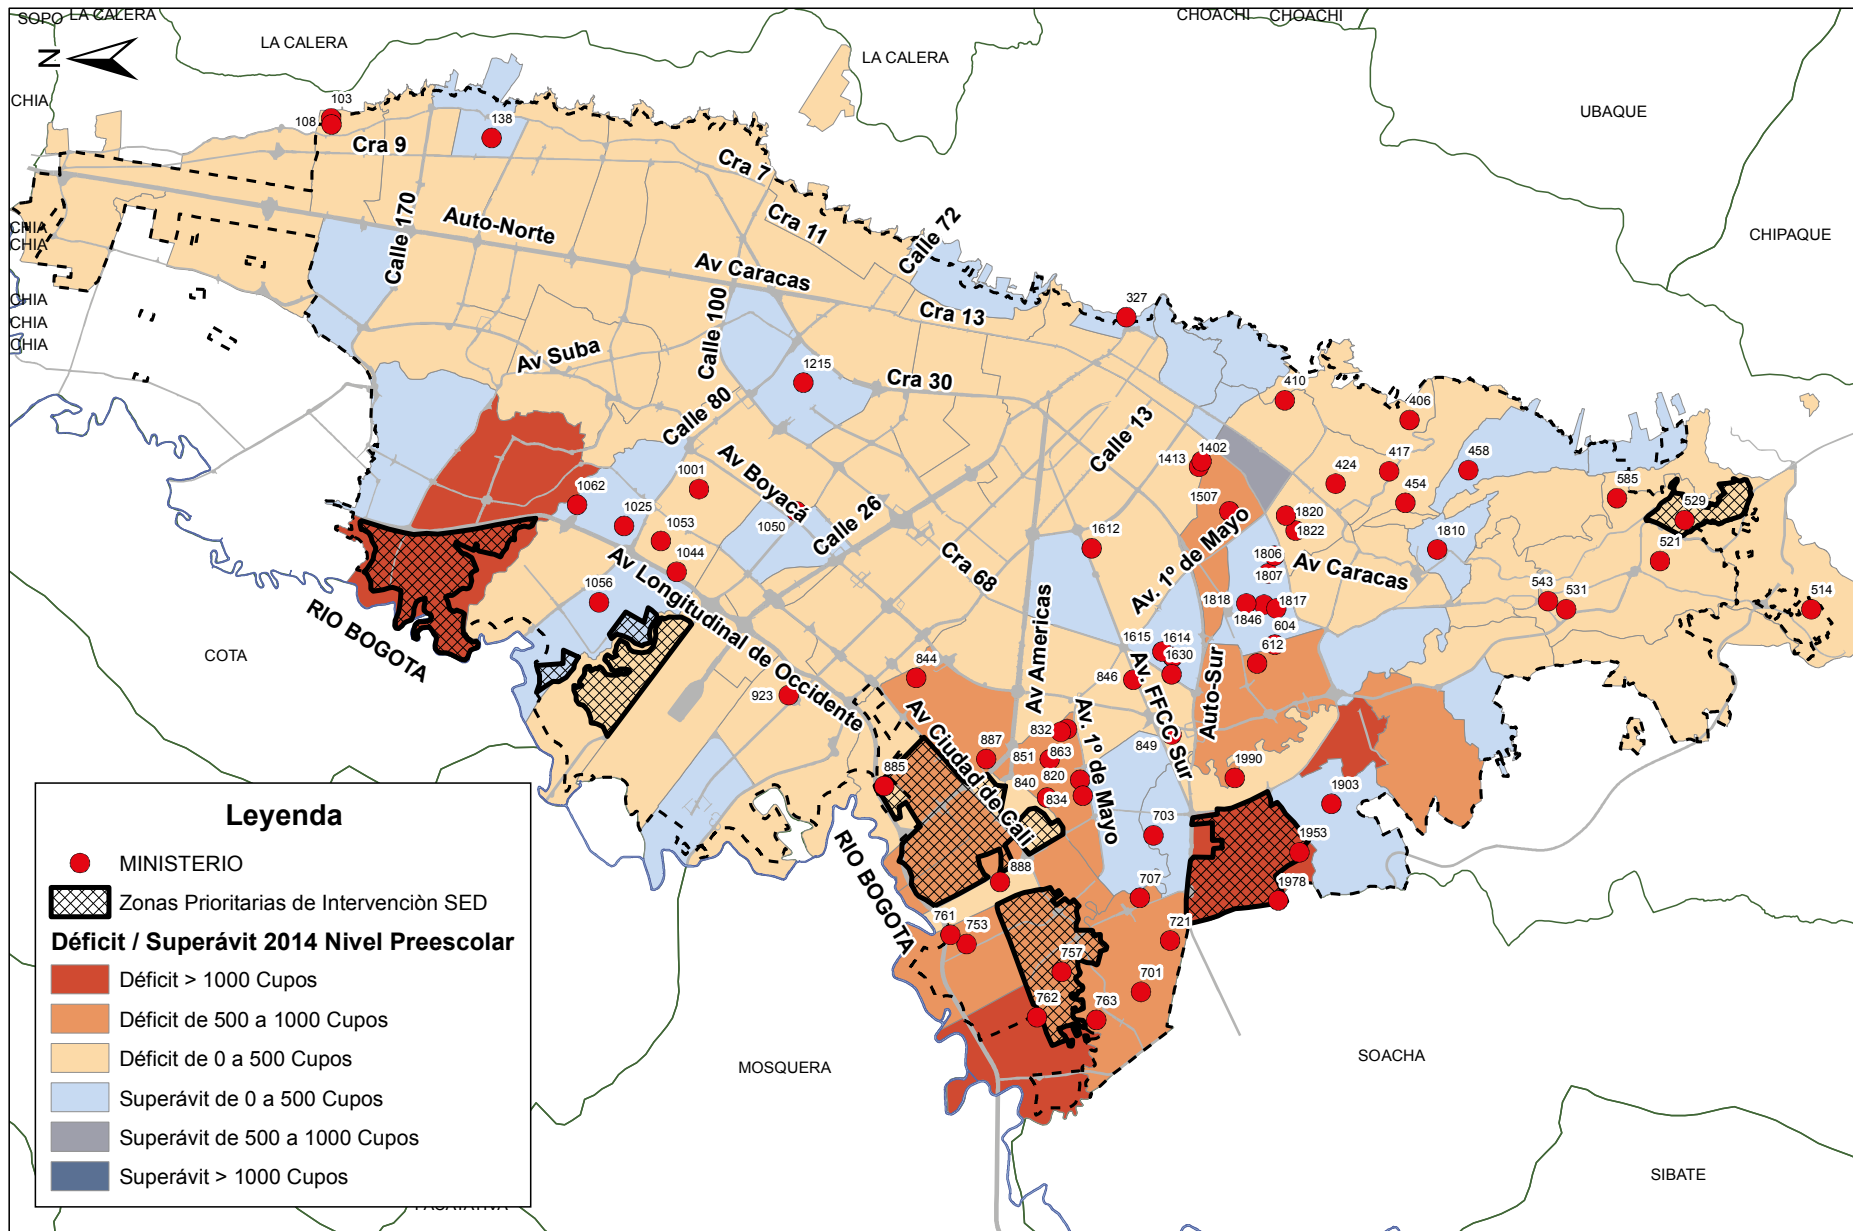 SOPO
LA CALERA
LA CALERA
LA CALERA
CHOACHI
CHOACHI
N
CHIA
UBAQUE
CHIPAQUE
103
108
138
Cra 9
Cra 7
Cra 11
Calle 72
Calle 170
Auto-Norte
Av Caracas
CHIA
CHIA
CHIA
CHIA
CHIA
Calle 100
Cra 13
327
Av Suba
1215
Cra 30
410
406
Calle 80
Calle 13
1402
1413
424
417
458
454
585
529
1001
Av Boyacá
1062
1025
1053
1050
Calle 26
1044
1507
1820
1822
1810
521
1612
Cra 68
Av. 1º de Mayo
1806
1807
Av Caracas
543
531
514
1056
Av Longitudinal de Occidente
1818
1817
1846
604
612
RIO BOGOTA
COTA
Av Americas
1615
1614
1630
844
846
Av. FFCC Sur
Auto-Sur
923
Av Ciudad de Cali
887
832
851
863
849
Av. 1º de Mayo
820
840
834
1990
1903
885
703
1953
RIO BOGOTA
888
707
1978
761
753
721
757
701
762
763
MOSQUERA
SOACHA
SIBATE
Leyenda
MINISTERIO
Zonas Prioritarias de Intervenciòn SED
Déficit / Superávit 2014 Nivel Preescolar
Déficit > 1000 Cupos
Déficit de 500 a 1000 Cupos
Déficit de 0 a 500 Cupos
Superávit de 0 a 500 Cupos
Superávit de 500 a 1000 Cupos
Superávit > 1000 Cupos